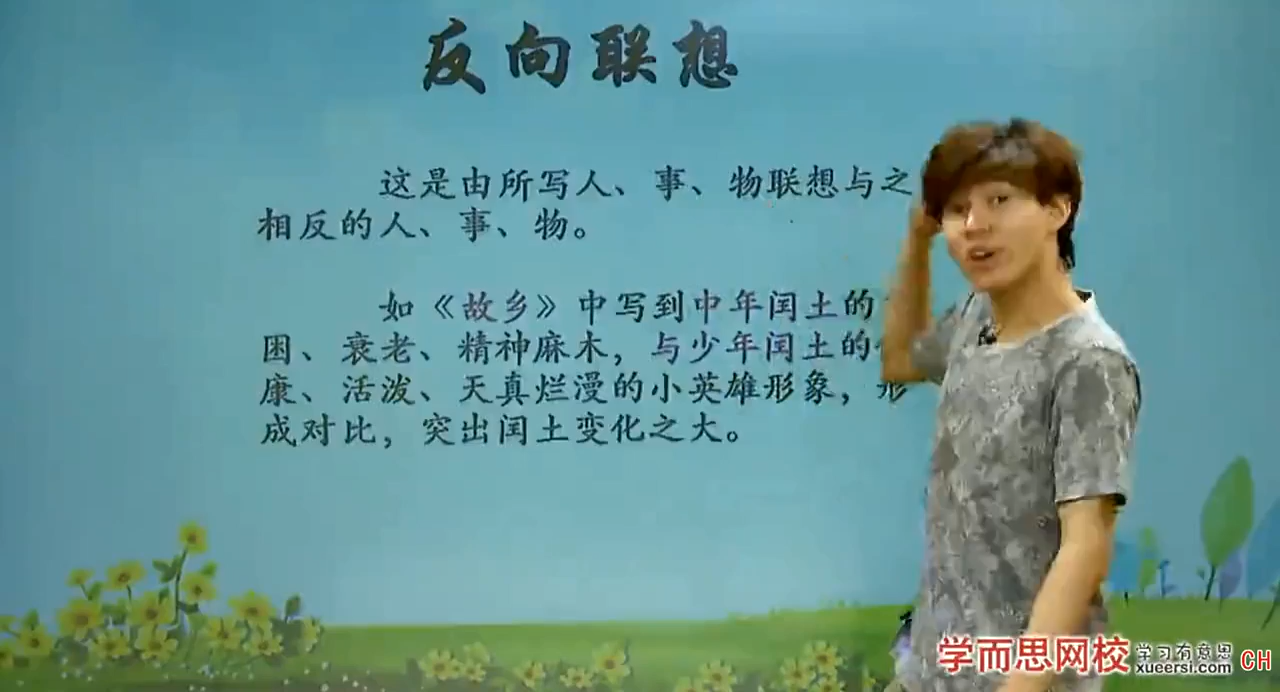 反向联想
这是由所写人、事、物联想与之
相反的人、事、物。
如《故乡》中写到中年闰土的
困、衰老、精神麻木，与少年闰土的
康、活泼、天真烂漫的小英雄形象，形
成对比，突出闰土变化之大。
学而思网校 学习有意思
xueersi.com CH